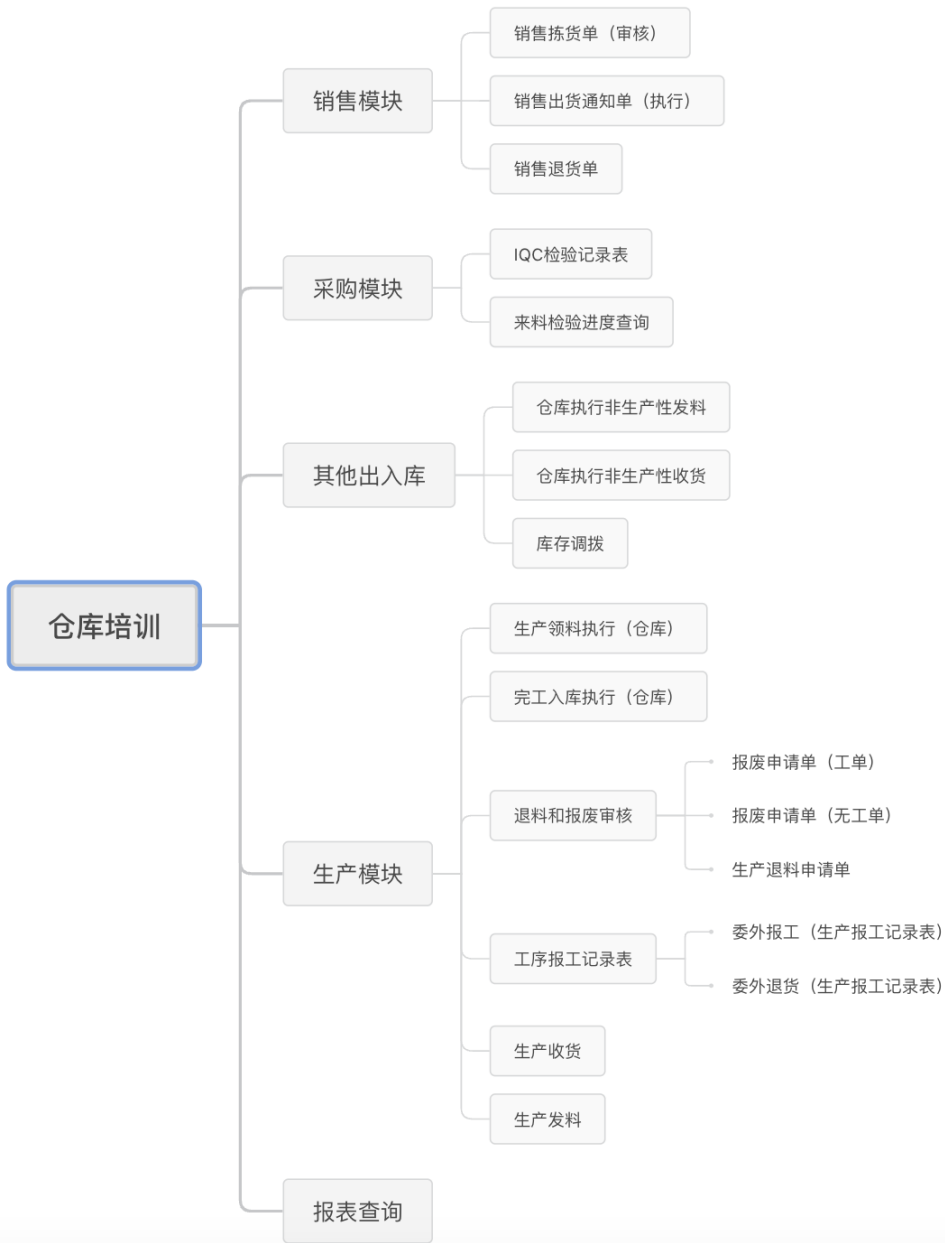 仓库培训
销售模块
销售拣货单（审核）
销售出货通知单（执行）
销售退货单
采购模块
IQC检验记录表
来料检验进度查询
其他出入库
仓库执行非生产性发料
仓库执行非生产性收货
库存调拨
生产模块
生产领料执行（仓库）
完工入库执行（仓库）
退料和报废审核
报废申请单（工单）
报废申请单（无工单）
生产退料申请单
工序报工记录表
委外报工（生产报工记录表）
委外退货（生产报工记录表）
生产收货
生产发料
报表查询